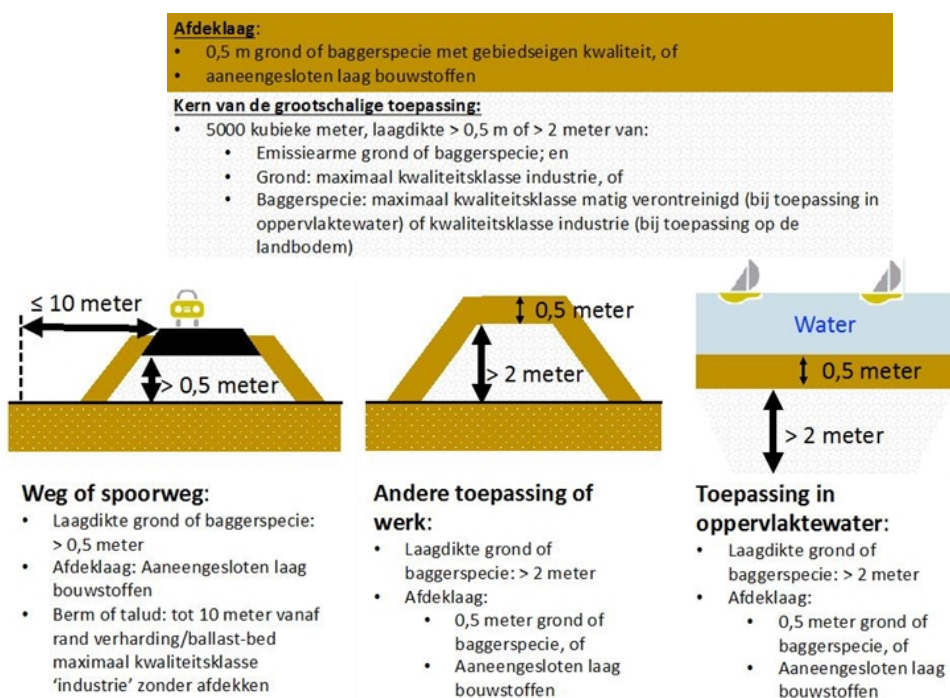 Afdeklaag:
• 0,5 m grond of baggerspecie met gebiedseigen kwaliteit, of
• aaneengesloten laag bouwstoffen
Kern van de grootschalige toepassing:
• 5000 kubieke meter, laagdikte > 0,5 m of > 2 meter van:
• Emissiearme grond of baggerspecie; en
• Grond: maximaal kwaliteitsklasse industrie, of
• Baggerspecie: maximaal kwaliteitsklasse matig verontreinigd (bij toepassing in
oppervlaktewater) of kwaliteitsklasse industrie (bij toepassing op de
landbodem)
≤ 10 meter
> 0,5 meter
0,5 meter
> 2 meter
Water
0,5 meter
> 2 meter
Weg of spoorweg:
• Laagdikte grond of baggerspecie:
> 0,5 meter
• Afdeklaag: Aaneengesloten laag
bouwstoffen
• Berm of talud: tot 10 meter vanaf
rand verharding/ballast-bed
maximaal kwaliteitsklasse
‘industrie’ zonder afdekken
Andere toepassing of
werk:
• Laagdikte grond of
baggerspecie: > 2 meter
• Afdeklaag:
• 0,5 meter grond of
baggerspecie, of
• Aaneengesloten laag
bouwstoffen
Toepassing in
oppervlaktewater:
• Laagdikte grond of
baggerspecie: > 2 meter
• Afdeklaag:
• 0,5 meter grond of
baggerspecie, of
• Aaneengesloten laag
bouwstoffen